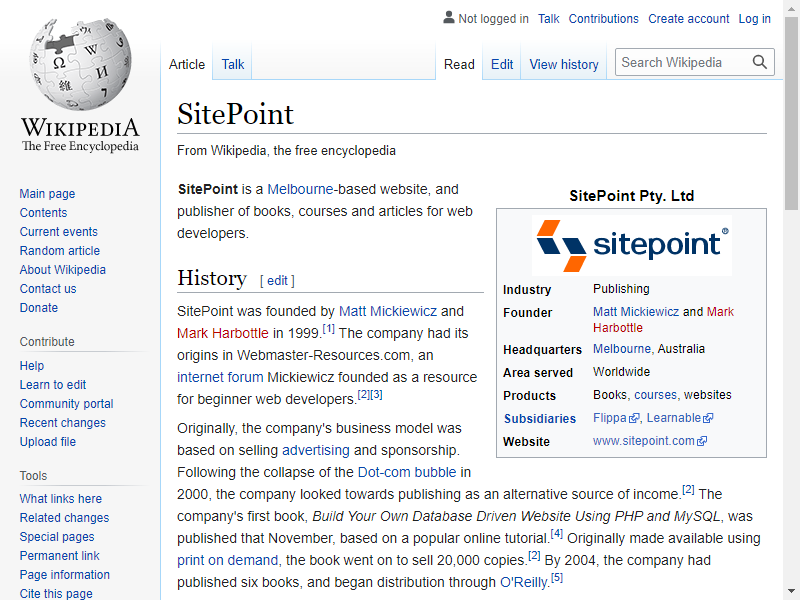 Not logged in Talk Contributions Create account Log in
Article Talk Read Edit View history Search Wikipedia
WIKIPEDIA
The Free Encyclopedia
Main page
Contents
Current events
Random article
About Wikipedia
Contact us
Donate
Contribute
Help
Learn to edit
Community portal
Recent changes
Upload file
Tools
What links here
Related changes
Special pages
Permanent link
Page information
Cite this page
SitePoint
From Wikipedia, the free encyclopedia
SitePoint is a Melbourne-based website, and
publisher of books, courses and articles for web
developers.
SitePoint Pty. Ltd
sitepoint®
Industry Publishing
Founder Matt Mickiewicz and Mark
Harbottle
Headquarters Melbourne, Australia
Area served Worldwide
Products Books, courses, websites
Subsidiaries Flippa, Learnable
Website www.sitepoint.com
History [ edit ]
SitePoint was founded by Matt Mickiewicz and
Mark Harbottle in 1999.[1] The company had its
origins in Webmaster-Resources.com, an
internet forum Mickiewicz founded as a resource
for beginner web developers.[2][3]
Originally, the company's business model was
based on selling advertising and sponsorship.
Following the collapse of the Dot-com bubble in
2000, the company looked towards publishing as an alternative source of income.[2] The
company's first book, Build Your Own Database Driven Website Using PHP and MySQL, was
published that November, based on a popular online tutorial.[4] Originally made available using
print on demand, the book went on to sell 20,000 copies.[2] By 2004, the company had
published six books, and began distribution through O'Reilly.[5]